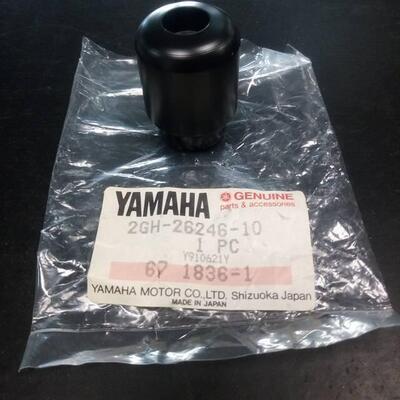 YAMAHA GENUINE
parts & accessories
2GH-26246-10
1 PC
Y910621Y
67 1836-1
YAMAHA MOTOR CO.,LTD. Shizuoka Japan
MADE IN JAPAN